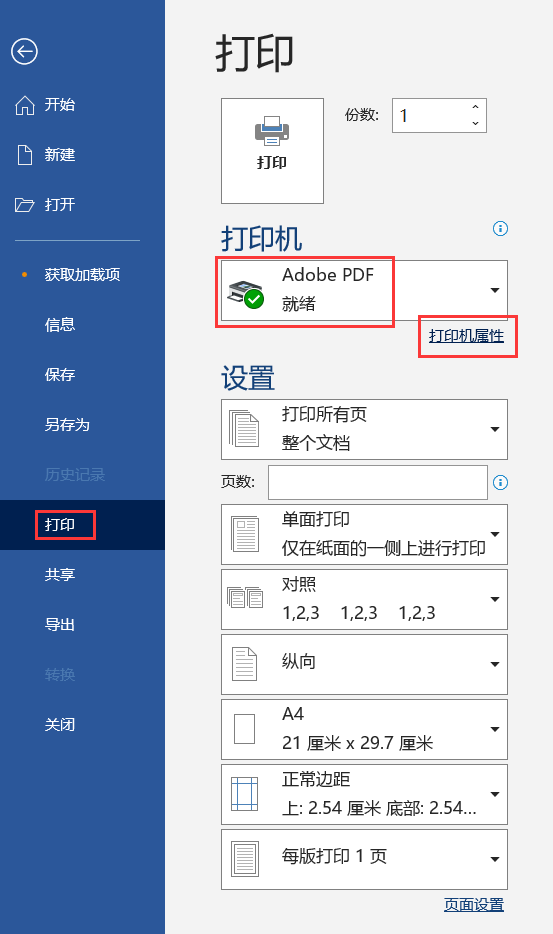 打印
开始
新建
打开
获取加载项
信息
保存
另存为
历史记录
打印
共享
导出
转换
关闭
打印
份数: 1
打印机
Adobe PDF
就绪
打印机属性
设置
打印所有页
整个文档
页数:
单面打印
仅在纸面的一侧上进行打印
对照
1,2,3 1,2,3 1,2,3
纵向
A4
21 厘米 x 29.7 厘米
正常边距
上: 2.54 厘米 底部: 2.54...
每版打印 1 页
页面设置